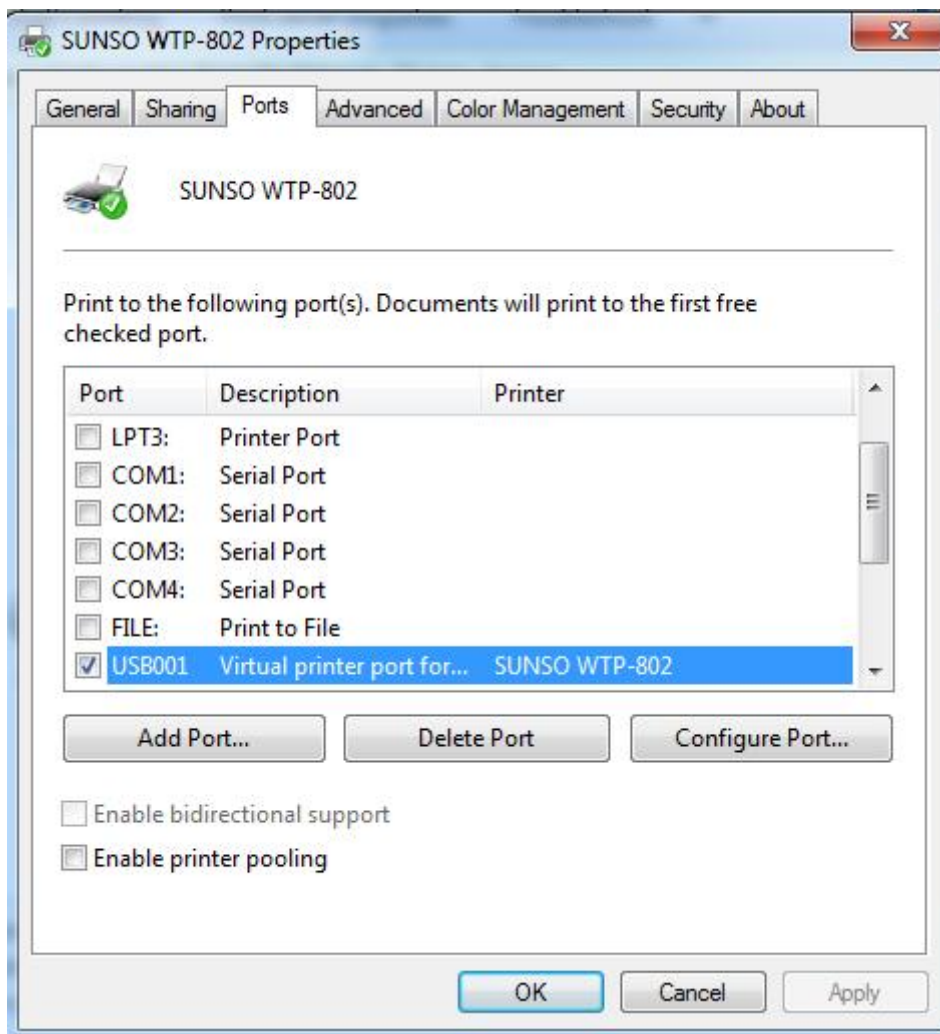 SUNSO WTP-802 Properties
General Sharing Ports Advanced Color Management Security About
SUNSO WTP-802
Print to the following port(s). Documents will print to the first free
checked port.
Port Description Printer
LPT3: Printer Port
COM1: Serial Port
COM2: Serial Port
COM3: Serial Port
COM4: Serial Port
FILE: Print to File
USB001 Virtual printer port for... SUNSO WTP-802
Add Port... Delete Port Configure Port...
Enable bidirectional support
Enable printer pooling
OK Cancel Apply